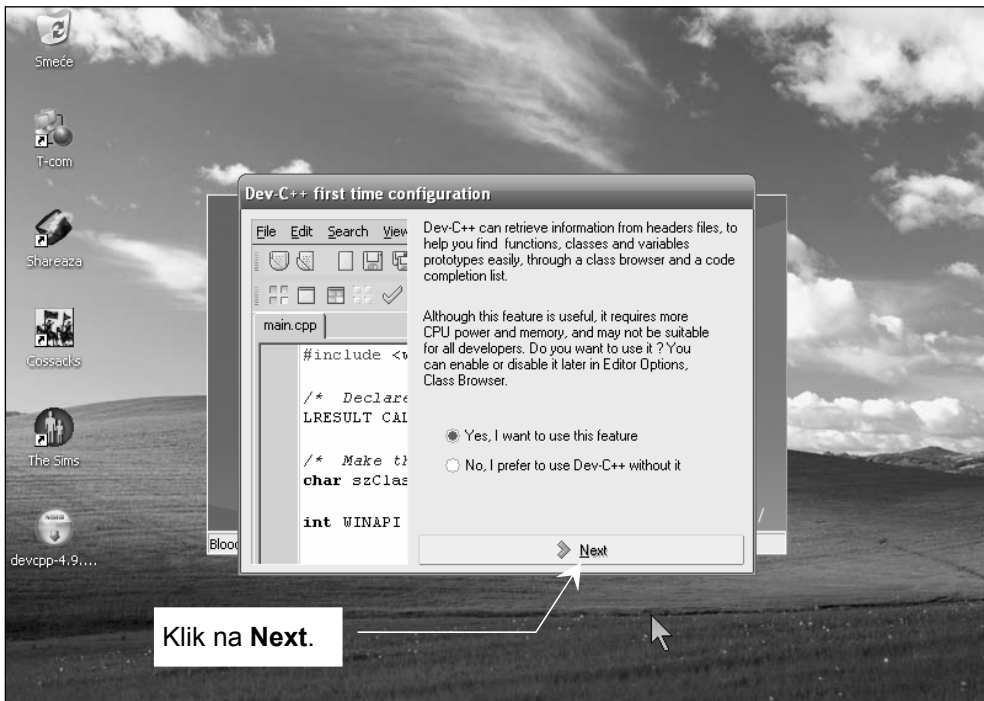 Smeće
T-com
Shareaza
Cossacks
The Sims
devcpp-4.9....
Dev-C++ first time configuration
File Edit Search View
main.cpp
#include <w
/* Declare
LRESULT CAL
/* Make th
char szClas
int WINAPI
Dev-C++ can retrieve information from headers files, to
help you find functions, classes and variables
prototypes easily, through a class browser and a code
completion list.
Although this feature is useful, it requires more
CPU power and memory, and may not be suitable
for all developers. Do you want to use it ? You
can enable or disable it later in Editor Options,
Class Browser.
Yes, I want to use this feature
No, I prefer to use Dev-C++ without it
Next
Blood
/
Klik na Next.